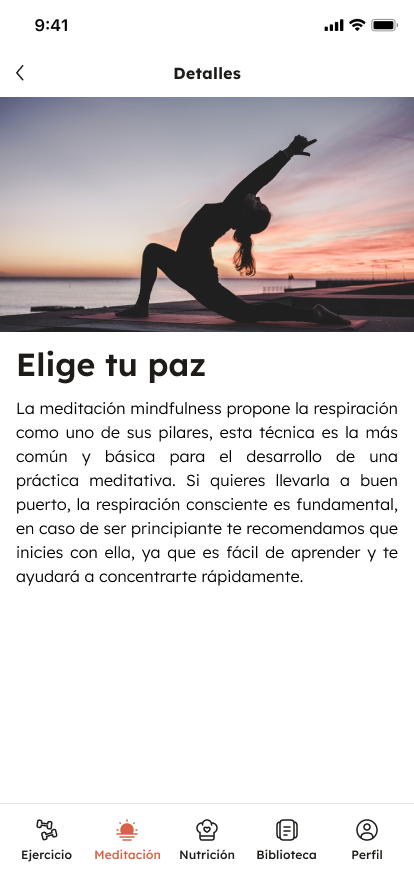 9:41
Detalles
Elige tu paz
La meditación mindfulness propone la respiración
como uno de sus pilares, esta técnica es la más
común y básica para el desarrollo de una
práctica meditativa. Si quieres llevarla a buen
puerto, la respiración consciente es fundamental,
en caso de ser principiante te recomendamos que
inicies con ella, ya que es fácil de aprender y te
ayudará a concentrarte rápidamente.
Ejercicio Meditación Nutrición Biblioteca Perfil